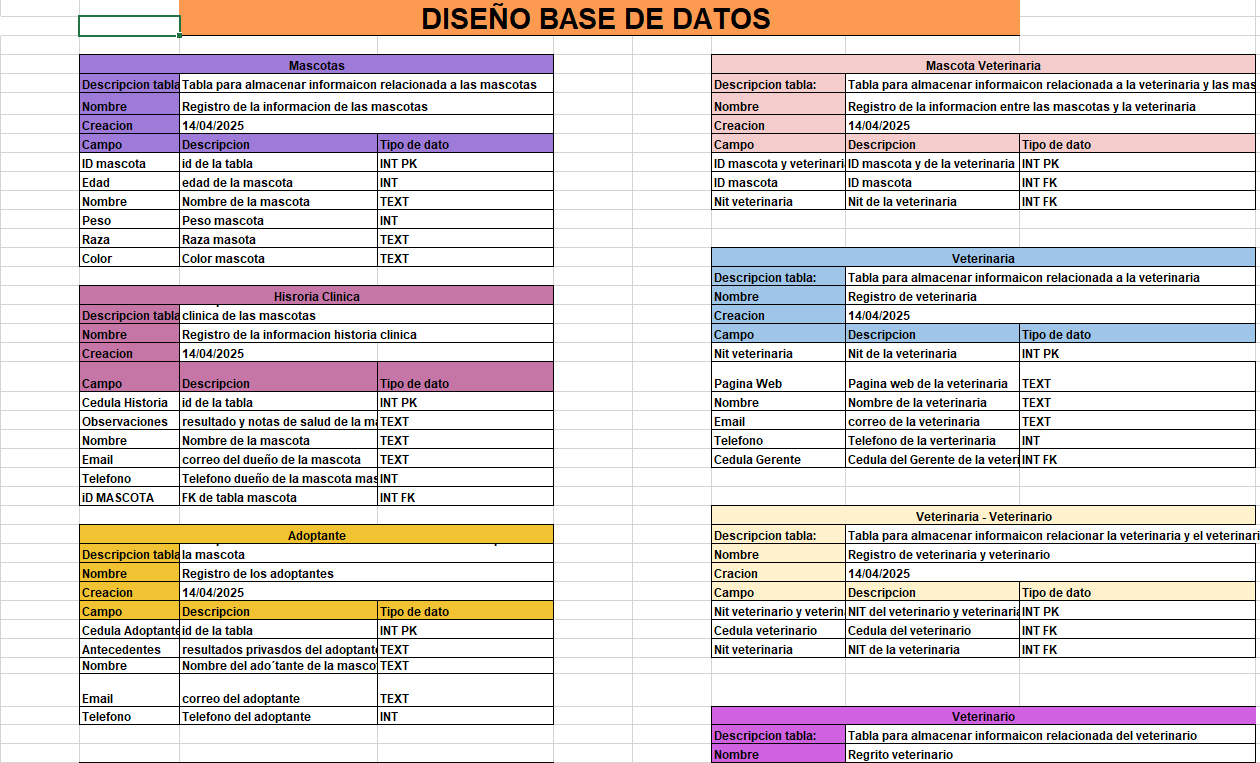 DISEÑO BASE DE DATOS
Mascotas
Descripcion tabla Tabla para almacenar informaicon relacionada a las mascotas
Nombre Registro de la informacion de las mascotas
Creacion 14/04/2025
Campo Descripcion Tipo de dato
ID mascota id de la tabla INT PK
Edad edad de la mascota INT
Nombre Nombre de la mascota TEXT
Peso Peso mascota INT
Raza Raza masota TEXT
Color Color mascota TEXT
Hisroria Clinica
Descripcion tabla clinica de las mascotas
Nombre Registro de la informacion historia clinica
Creacion 14/04/2025
Campo Descripcion Tipo de dato
Cedula Historia id de la tabla INT PK
Observaciones resultado y notas de salud de la ma TEXT
Nombre Nombre de la mascota TEXT
Email correo del dueño de la mascota TEXT
Telefono Telefono dueño de la mascota mas INT
iD MASCOTA FK de tabla mascota INT FK
Adoptante
Descripcion tabla la mascota
Nombre Registro de los adoptantes
Creacion 14/04/2025
Campo Descripcion Tipo de dato
Cedula Adoptante id de la tabla INT PK
Antecedentes resultados privasdos del adoptant TEXT
Nombre Nombre del ado´tante de la masco TEXT
Email correo del adoptante TEXT
Telefono Telefono del adoptante INT
Mascota Veterinaria
Descripcion tabla: Tabla para almacenar informaicon relacionada a la veterinaria y las mas
Nombre Registro de la informacion entre las mascotas y la veterinaria
Creacion 14/04/2025
Campo Descripcion Tipo de dato
ID mascota y veterinari ID mascota y de la veterinaria INT PK
ID mascota ID mascota INT FK
Nit veterinaria Nit de la veterinaria INT FK
Veterinaria
Descripcion tabla: Tabla para almacenar informaicon relacionada a la veterinaria
Nombre Registro de veterinaria
Creacion 14/04/2025
Campo Descripcion Tipo de dato
Nit veterinaria Nit de la veterinaria INT PK
Pagina Web Pagina web de la veterinaria TEXT
Nombre Nombre de la veterinaria TEXT
Email correo de la veterinaria TEXT
Telefono Telefono de la verterinaria INT
Cedula Gerente Cedula del Gerente de la veteri INT FK
Veterinaria - Veterinario
Descripcion tabla: Tabla para almacenar informaicon relacionar la veterinaria y el veterinari
Nombre Registro de veterinaria y veterinario
Cracion 14/04/2025
Campo Descripcion Tipo de dato
Nit veterinario y veterin NIT del veterinario y veterinaria INT PK
Cedula veterinario Cedula del veterinario INT FK
Nit veterinaria NIT de la veterinaria INT FK
Veterinario
Descripcion tabla: Tabla para almacenar informaicon relacionada del veterinario
Nombre Regrito veterinario